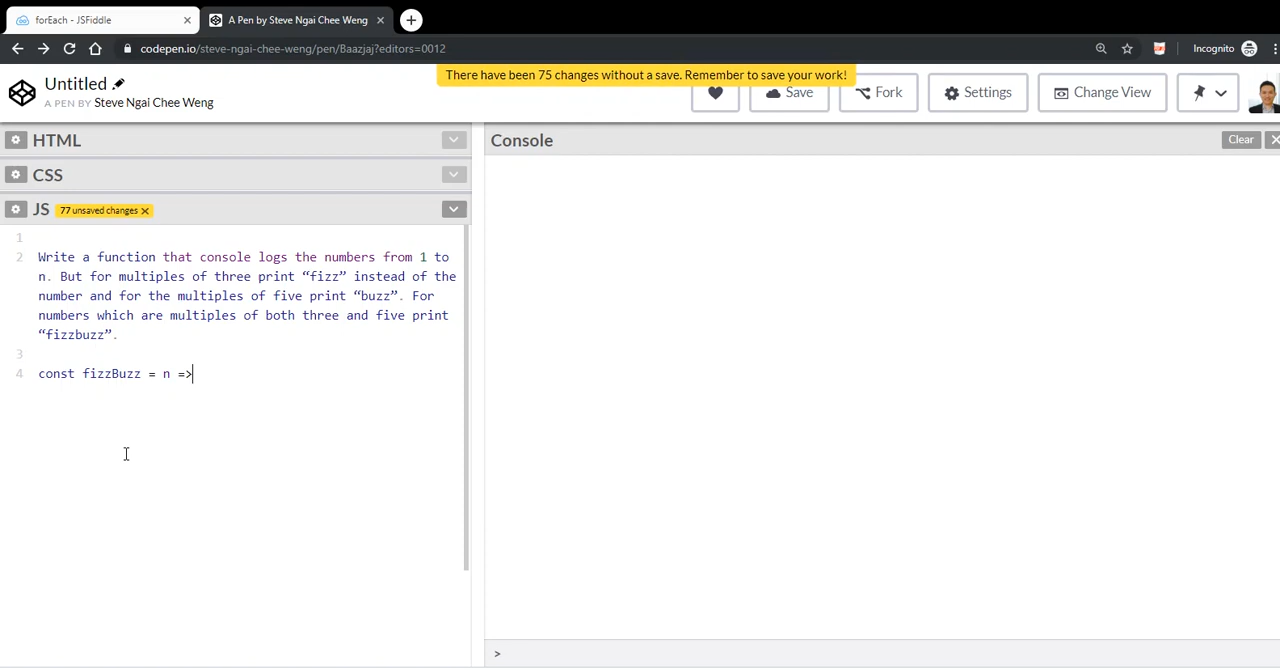 forEach - JSFiddle
A Pen by Steve Ngai Chee Weng
codepen.io/steve-ngai-chee-weng/pen/Baazjaj?editors=0012
Incognito
There have been 75 changes without a save. Remember to save your work!
Untitled
A PEN BY Steve Ngai Chee Weng
Save
Fork
Settings
Change View
HTML
CSS
JS 77 unsaved changes X
Console
Clear
1
2 Write a function that console logs the numbers from 1 to
n. But for multiples of three print “fizz” instead of the
number and for the multiples of five print “buzz”. For
numbers which are multiples of both three and five print
“fizzbuzz”.
3
4 const fizzBuzz = n =>
>